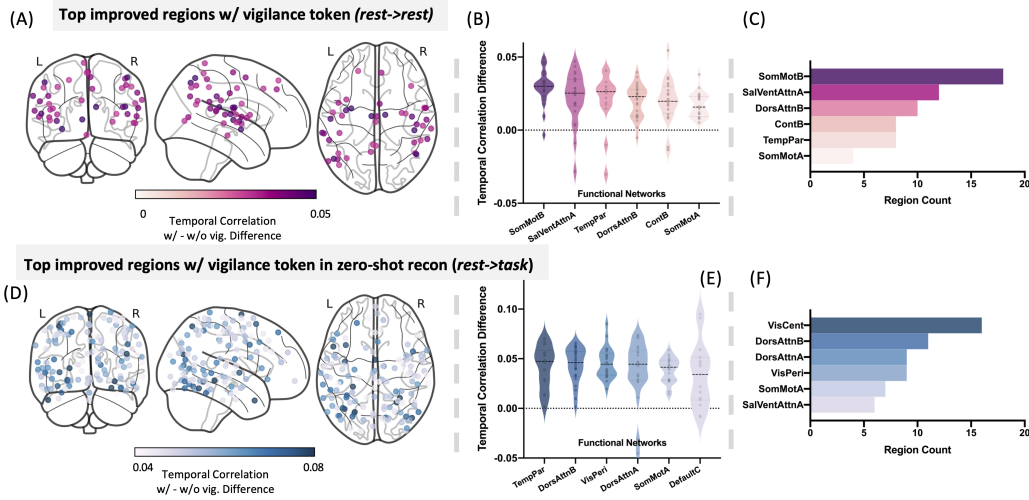 (A) Top improved regions w/ vigilance token (rest->rest)
L R L R
0 0.05
Temporal Correlation
w/ - w/o vig. Difference
(B)
Temporal Correlation Difference
0.05
0.00
-0.05
Functional Networks
SomMotB SalVentAttnA TempPar DorrsAttnB ContB SomMotA
(C)
SomMotB
SalVentAttnA
DorsAttnB
ContB
TempPar
SomMotA
0 5 10 15 20
Region Count
Top improved regions w/ vigilance token in zero-shot recon (rest->task)
(D)
L R L R
0.04 0.08
Temporal Correlation
w/ - w/o vig. Difference
(E)
Temporal Correlation Difference
0.10
0.05
0.00
-0.05
Functional Networks
TempPar DorsAttnB VisPeri DorsAttnA SomMotA DefaultC
(F)
VisCent
DorsAttnB
DorsAttnA
VisPeri
SomMotA
SalVentAttnA
0 5 10 15 20
Region Count